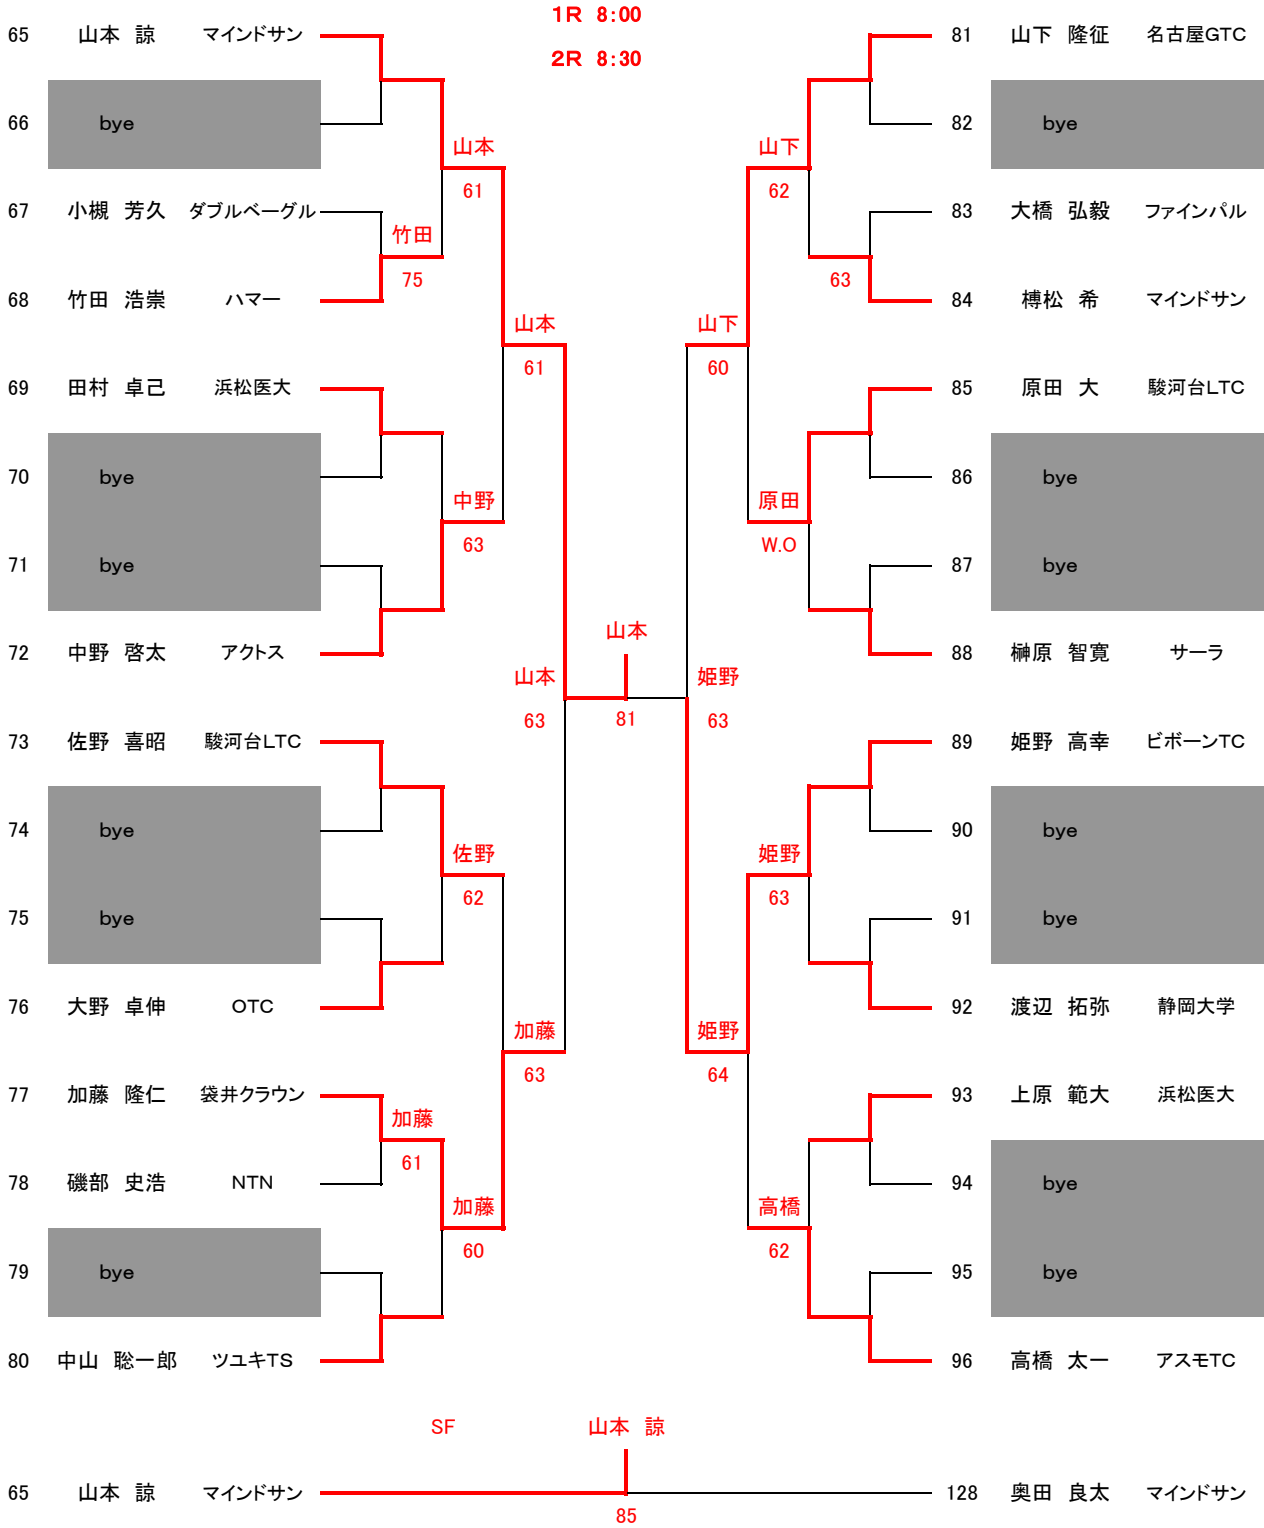 1R 8:00
2R 8:30
65 山本 諒 マインドサン
66 bye
67 小槻 芳久 ダブルベーグル
68 竹田 浩崇 ハマー
69 田村 卓己 浜松医大
70 bye
71 bye
72 中野 啓太 アクトス
73 佐野 喜昭 駿河台LTC
74 bye
75 bye
76 大野 卓伸 OTC
77 加藤 隆仁 袋井クラウン
78 磯部 史浩 NTN
79 bye
80 中山 聡一郎 ツユキTS
竹田
75
加藤
61
山本
61
中野
63
佐野
62
加藤
60
山本
61
加藤
63
山本
63
山本
81
姫野
63
山下
60
姫野
64
山下
62
原田
W.O
姫野
63
高橋
62
63
81 山下 隆征 名古屋GTC
82 bye
83 大橋 弘毅 ファインパル
84 榑松 希 マインドサン
85 原田 大 駿河台LTC
86 bye
87 bye
88 榊原 智寛 サーラ
89 姫野 高幸 ビボーンTC
90 bye
91 bye
92 渡辺 拓弥 静岡大学
93 上原 範大 浜松医大
94 bye
95 bye
96 高橋 太一 アスモTC
SF 山本 諒
65 山本 諒 マインドサン
128 奥田 良太 マインドサン
85